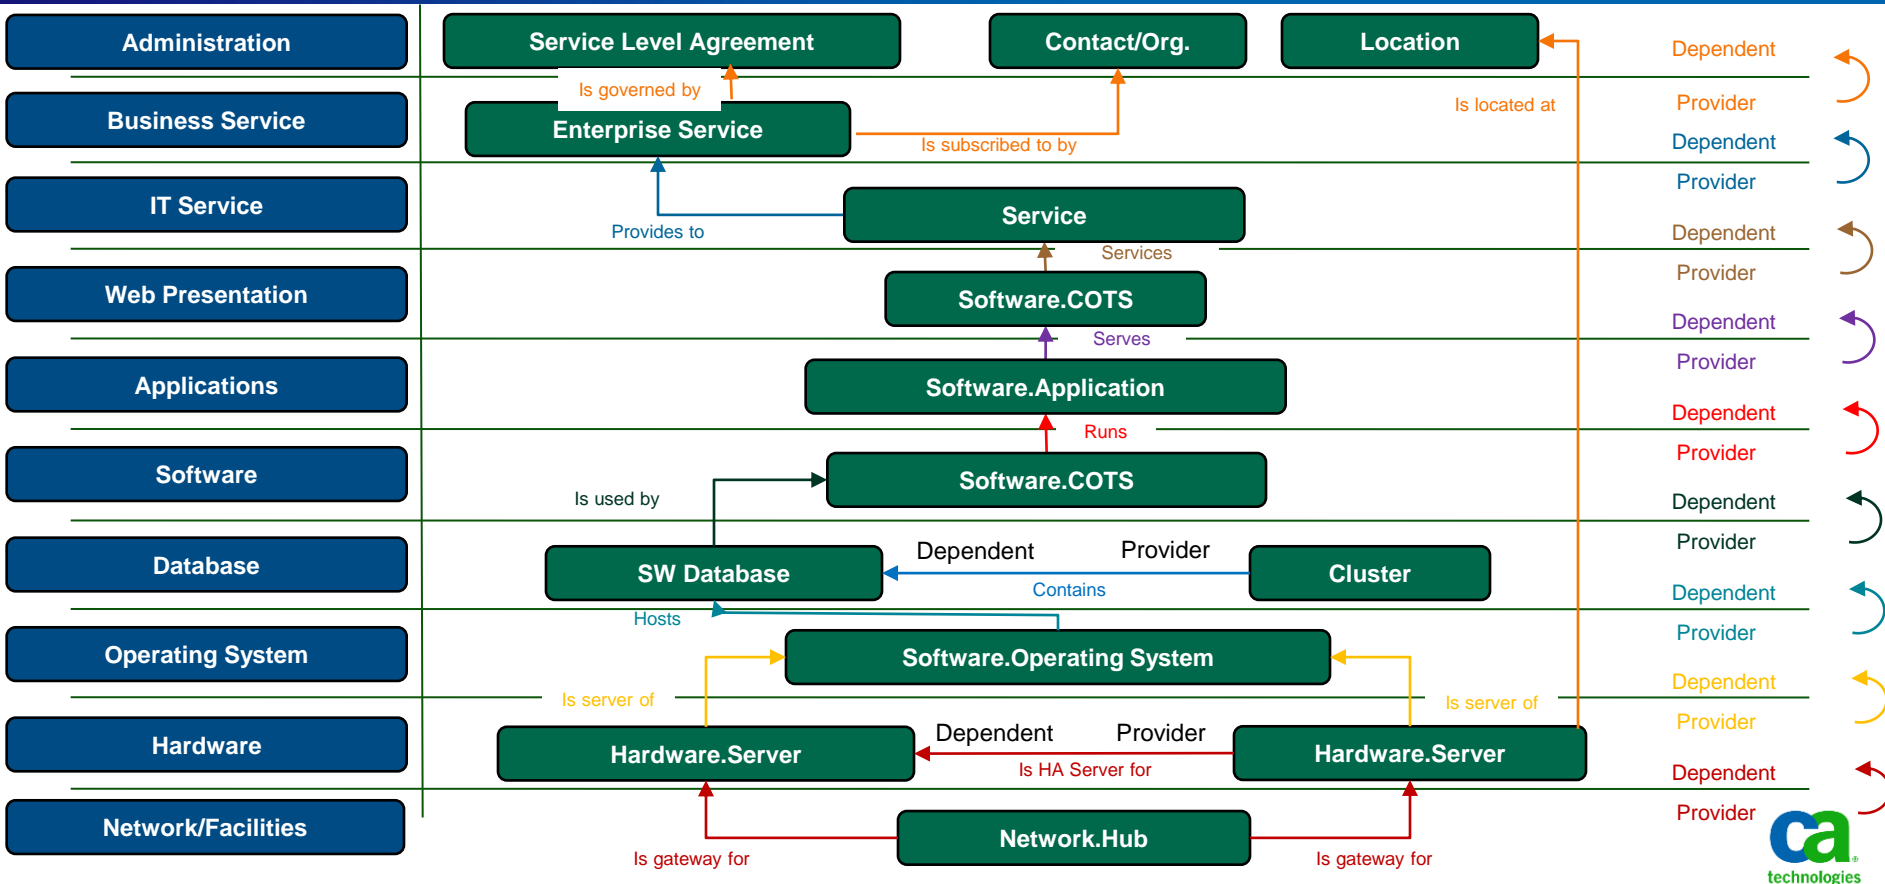 Administration
Service Level Agreement
Contact/Org.
Location
Dependent
Is governed by
Is located at
Provider
Business Service
Enterprise Service
Is subscribed to by
Dependent
Provider
IT Service
Service
Provides to
Dependent
Services
Provider
Web Presentation
Software.COTS
Dependent
Serves
Provider
Applications
Software.Application
Dependent
Runs
Provider
Software
Software.COTS
Is used by
Dependent
Provider
Database
SW Database
Dependent
Provider
Contains
Cluster
Dependent
Hosts
Provider
Operating System
Software.Operating System
Dependent
Is server of
Is server of
Provider
Hardware
Hardware.Server
Dependent
Provider
Is HA Server for
Hardware.Server
Dependent
Provider
Network/Facilities
Network.Hub
Is gateway for
Is gateway for
ca
technologies